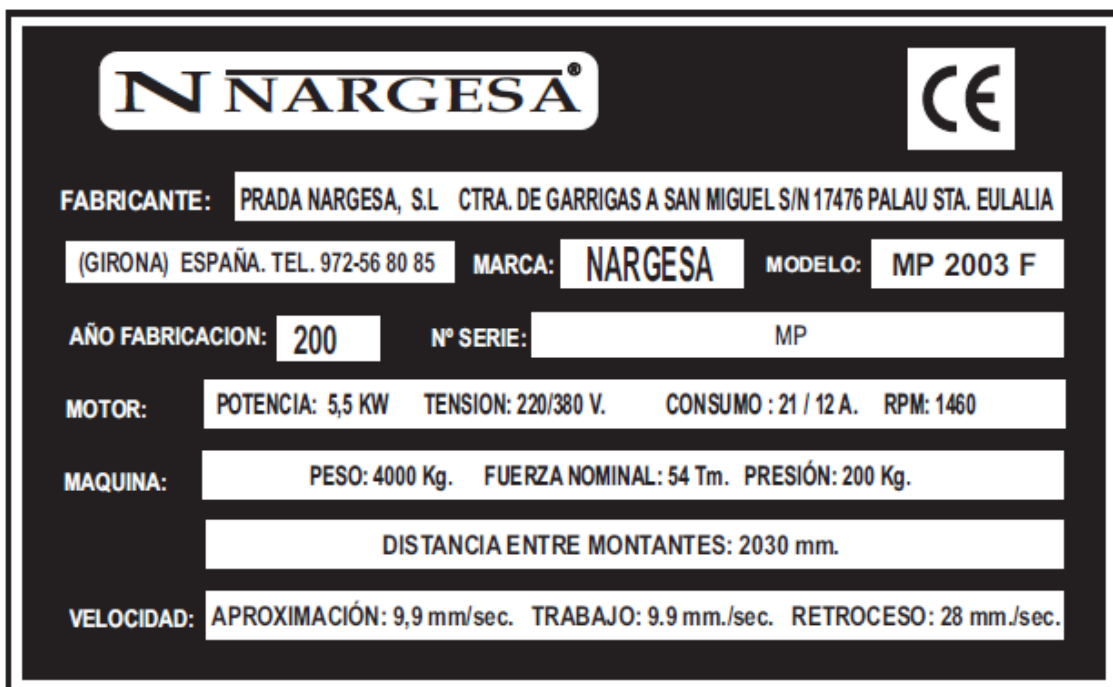 N NARGESA®
CE
FABRICANTE: PRADA NARGESA, S.L CTRA. DE GARRIGAS A SAN MIGUEL S/N 17476 PALAU STA. EULALIA
(GIRONA) ESPAÑA. TEL. 972-56 80 85 MARCA: NARGESA MODELO: MP 2003 F
AÑO FABRICACION: 200 Nº SERIE: MP
MOTOR: POTENCIA: 5,5 KW TENSION: 220/380 V. CONSUMO : 21 / 12 A. RPM: 1460
MAQUINA: PESO: 4000 Kg. FUERZA NOMINAL: 54 Tm. PRESIÓN: 200 Kg.
DISTANCIA ENTRE MONTANTES: 2030 mm.
VELOCIDAD: APROXIMACIÓN: 9,9 mm/sec. TRABAJO: 9.9 mm./sec. RETROCESO: 28 mm./sec.